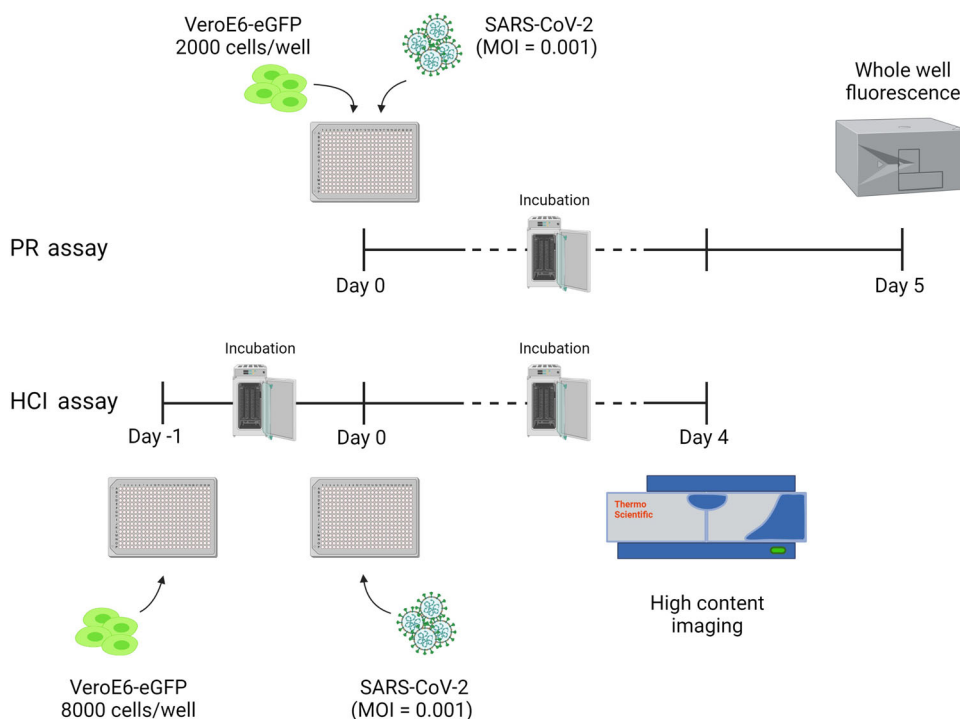 VeroE6-eGFP
2000 cells/well
SARS-CoV-2
(MOI = 0.001)
Whole well
fluorescence
Incubation
PR assay
Day 0
Day 5
Incubation
Incubation
HCI assay
Day -1
Day 0
Day 4
Thermo
Scientific
High content
imaging
VeroE6-eGFP
8000 cells/well
SARS-CoV-2
(MOI = 0.001)